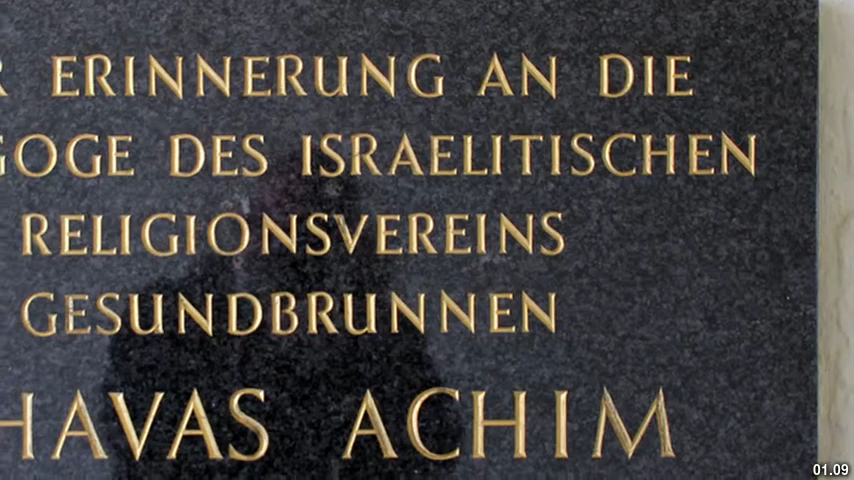 R ERINNERUNG AN DIE
GOGE DES ISRAELITISCHEN
RELIGIONSVEREINS
GESUNDBRUNNEN
HAVAS ACHIM
01.09